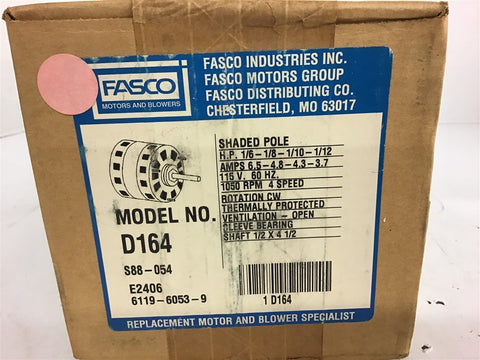 FASCO
MOTORS AND BLOWERS
FASCO INDUSTRIES INC.
FASCO MOTORS GROUP
FASCO DISTRIBUTING CO.
CHESTERFIELD, MO 63017
SHADED POLE
H.P. 1/6-1/8-1/10-1/12
AMPS 6.5-4.8-4.3-3.7
115 V. 60 HZ.
1050 RPM 4 SPEED
ROTATION CW
THERMALLY PROTECTED
VENTILATION - OPEN
SLEEVE BEARING
SHAFT 1/2 X 4 1/2
MODEL NO.
D164
S88-054
E2406
6119-6053-9
1 D164
REPLACEMENT MOTOR AND BLOWER SPECIALIST